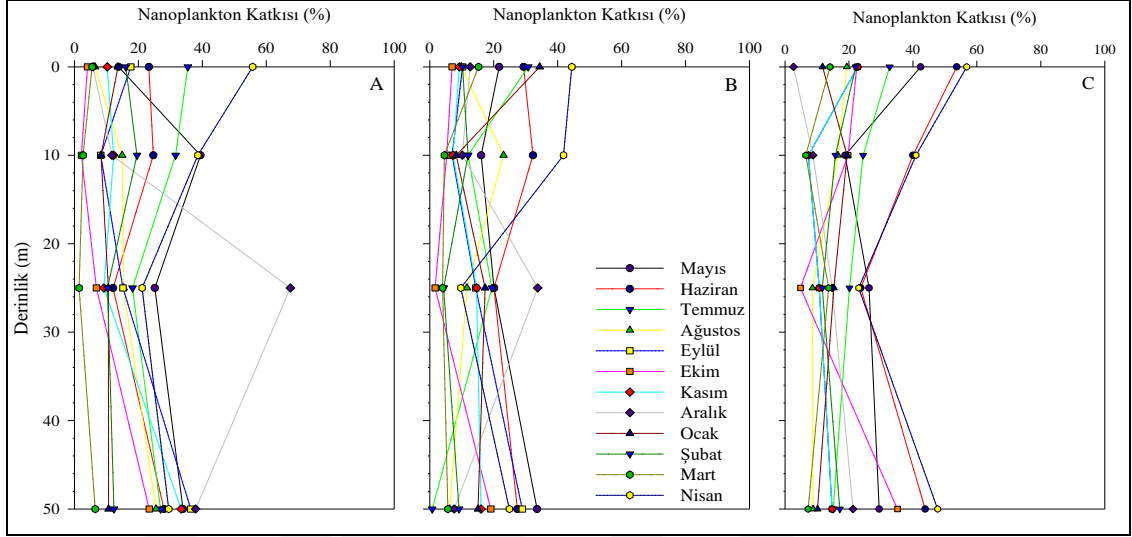 Nanoplankton Katkısı (%)
Nanoplankton Katkısı (%)
Nanoplankton Katkısı (%)
0 20 40 60 80 100
0 20 40 60 80 100
0 20 40 60 80 100
A
B
C
Derinlik (m)
0
10
20
30
40
50
Mayıs
Haziran
Temmuz
Ağustos
Eylül
Ekim
Kasım
Aralık
Ocak
Şubat
Mart
Nisan